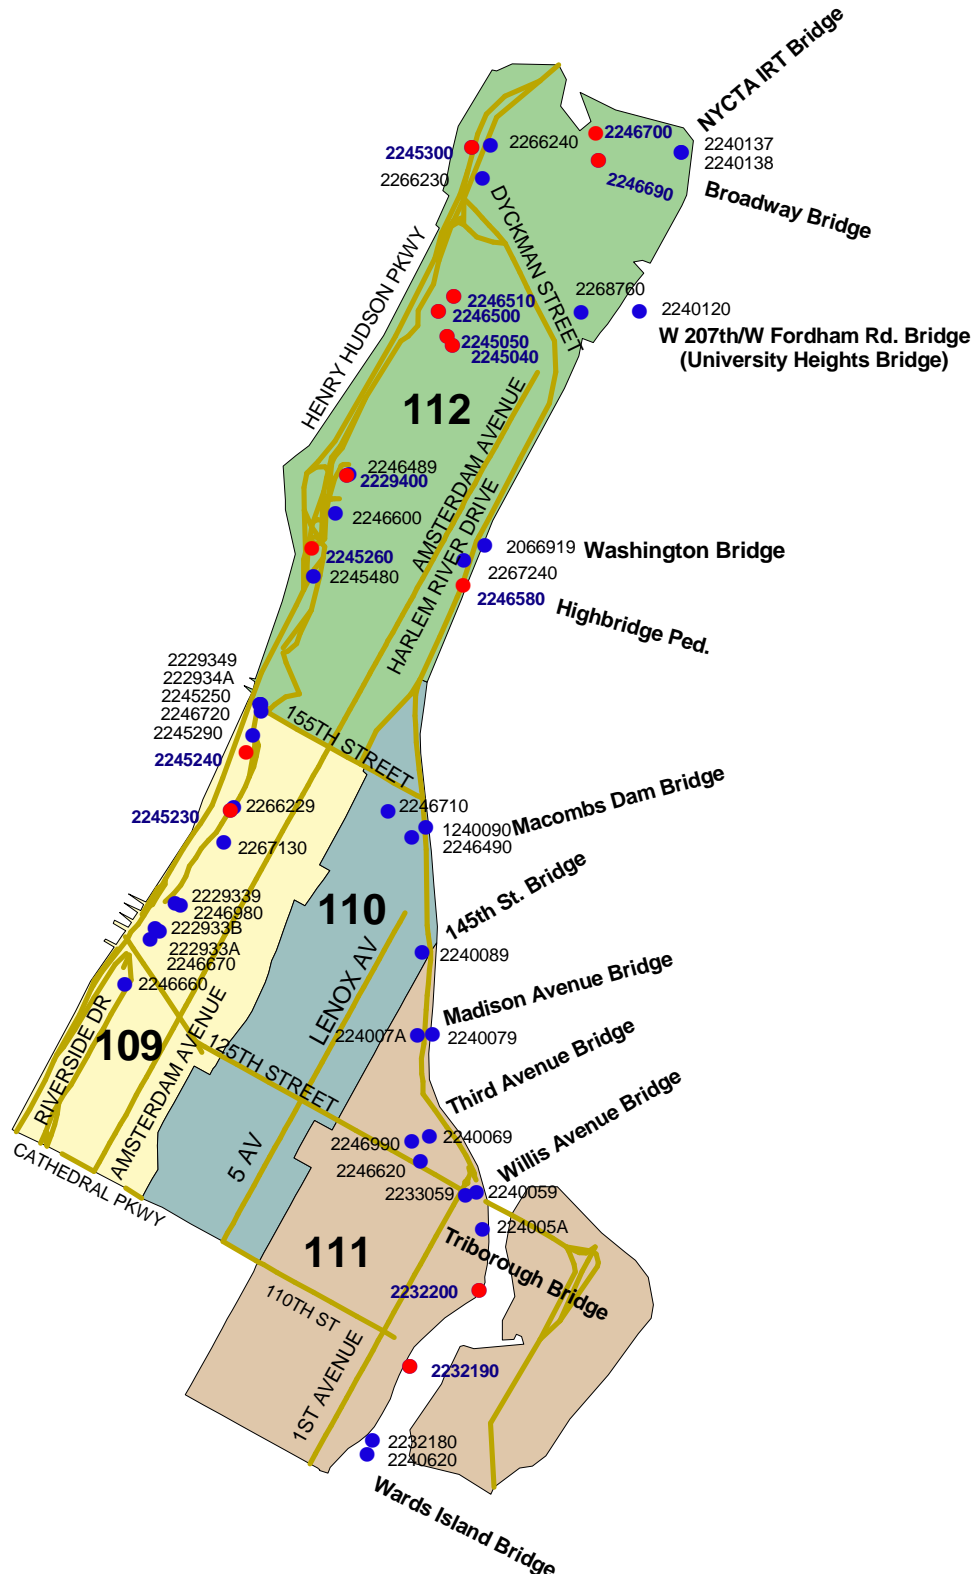 NYCTA IRT Bridge
2246700
2240137
2240138
2266240
2245300
2266230
2246690
Broadway Bridge
DYCKMAN STREET
HENRY HUDSON PKWY
2268760
2246510
2246500
2240120
W 207th/W Fordham Rd. Bridge
(University Heights Bridge)
2245050
2245040
112
AMSTERDAM AVENUE
2246489
2229400
HARLEM RIVER DRIVE
2246600
2066919
Washington Bridge
2245260
2267240
2245480
2246580
Highbridge Ped.
2229349
222934A
2245250
2246720
2245290
155TH STREET
2245240
Macombs Dam Bridge
2266229
2246710
2245230
1240090
2246490
2267130
145th St. Bridge
2229339
2246980
110
222933B
222933A
2246670
2240089
2246660
LENOX AV
Madison Avenue Bridge
RIVERSIDE DR
109
AMSTERDAM AVENUE
224007A
2240079
125TH STREET
Third Avenue Bridge
2246990
2240069
Willis Avenue Bridge
5 AV
2246620
CATHEDRAL PKWY
2233059
2240059
224005A
111
Triborough Bridge
2232200
110TH ST
1ST AVENUE
2232190
2232180
2240620
Wards Island Bridge